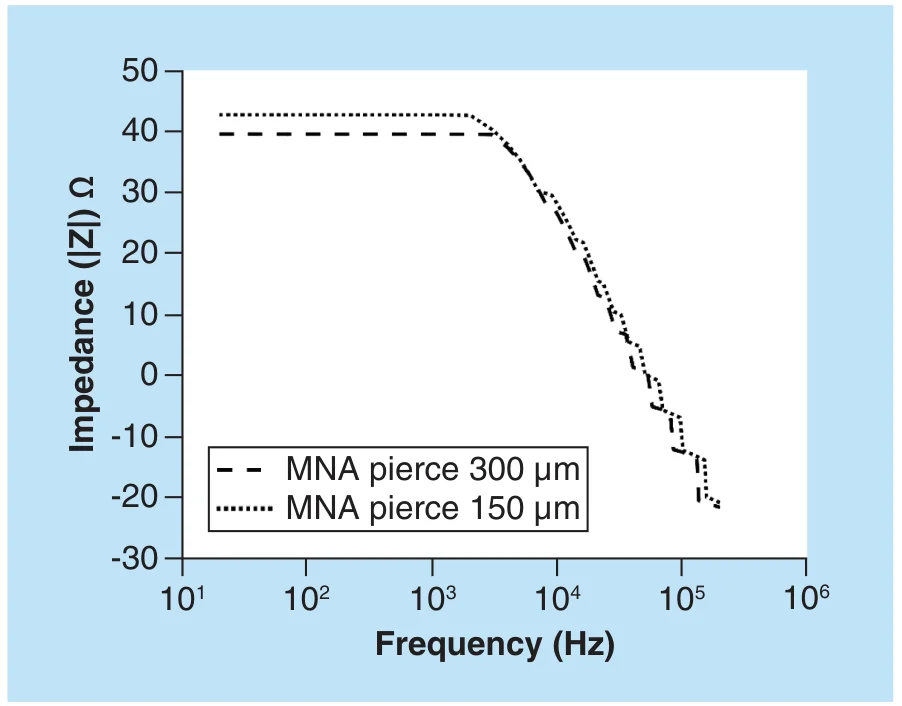 50
40
30
20
10
0
-10
-20
-30
Impedance (|Z|) Ω
MNA pierce 300 µm
MNA pierce 150 µm
10¹ 10² 10³ 10⁴ 10⁵ 10⁶
Frequency (Hz)